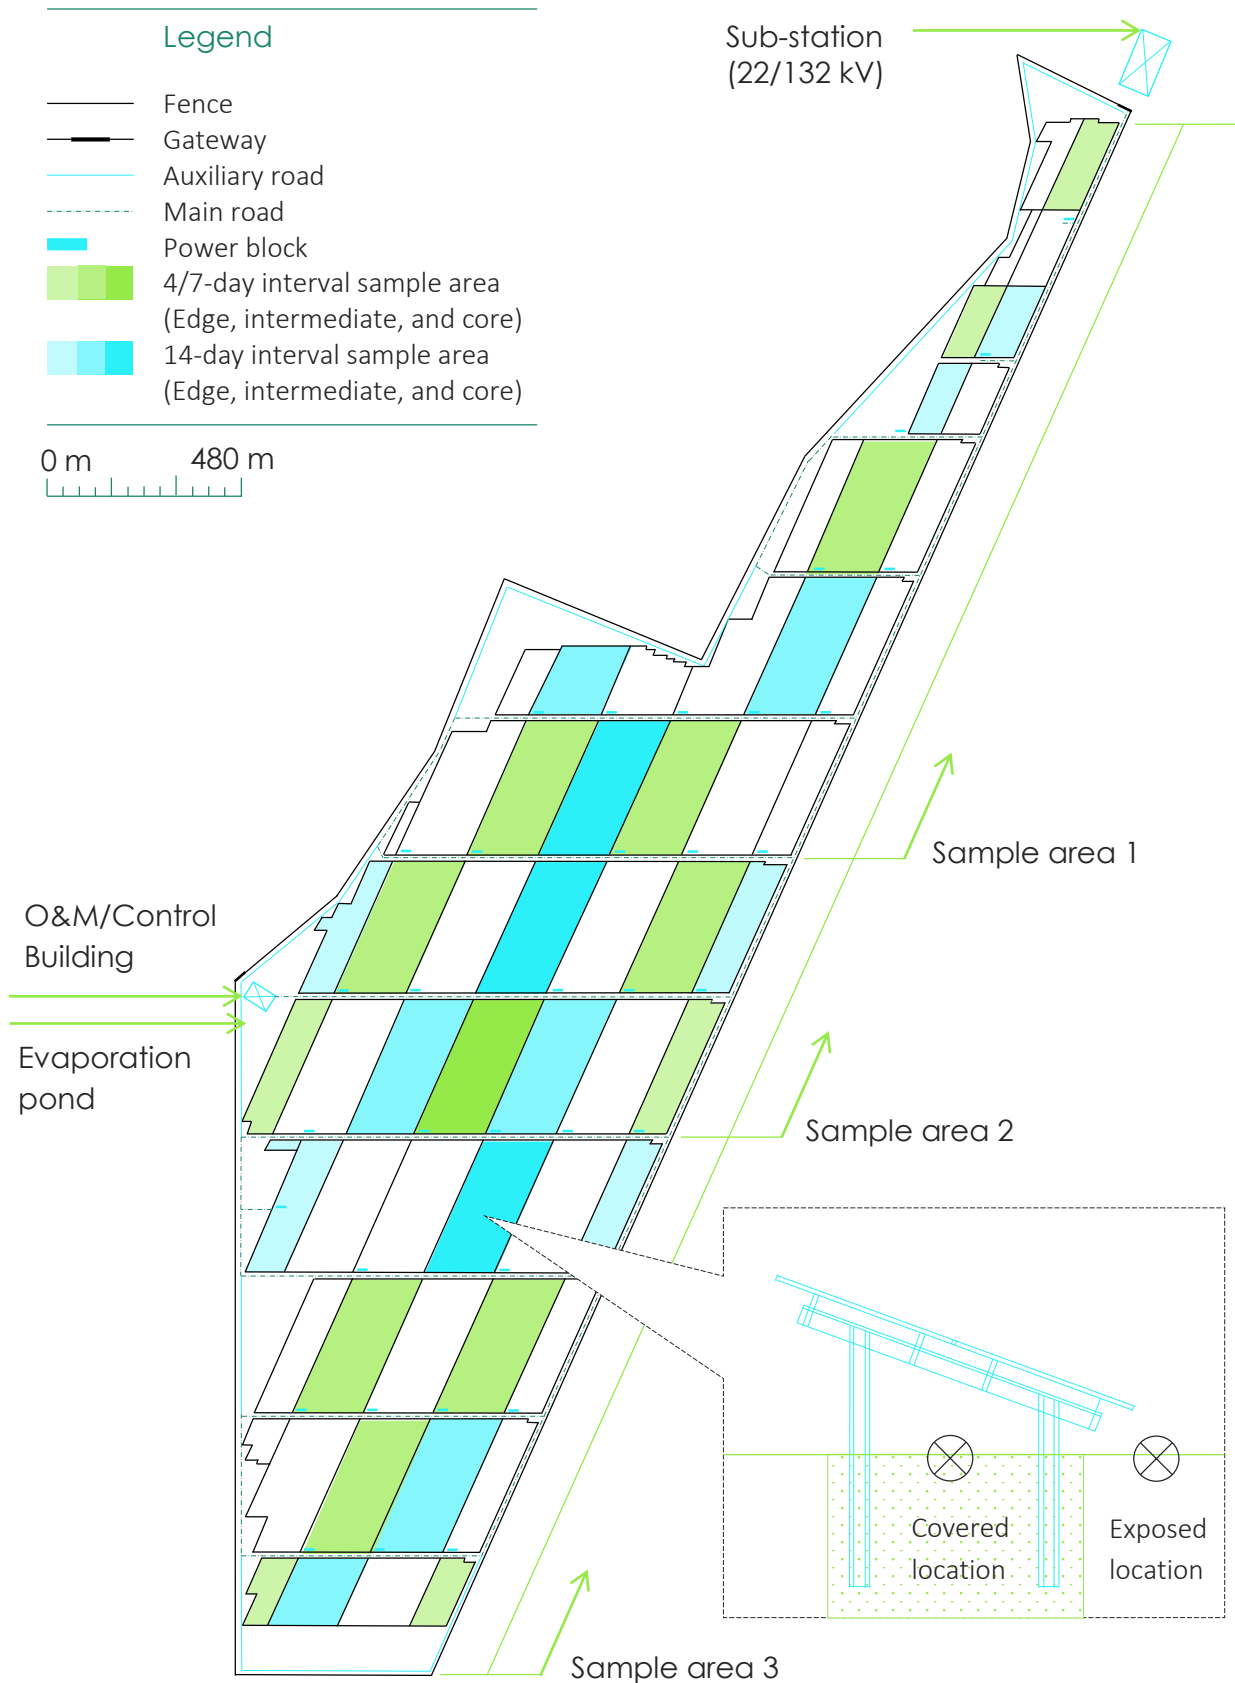 Legend
Fence
Gateway
Auxiliary road
Main road
Power block
4/7-day interval sample area
(Edge, intermediate, and core)
14-day interval sample area
(Edge, intermediate, and core)
0 m 480 m
Sub-station
(22/132 kV)
Sample area 1
O&M/Control
Building
Evaporation
pond
Sample area 2
Covered
location
Exposed
location
Sample area 3